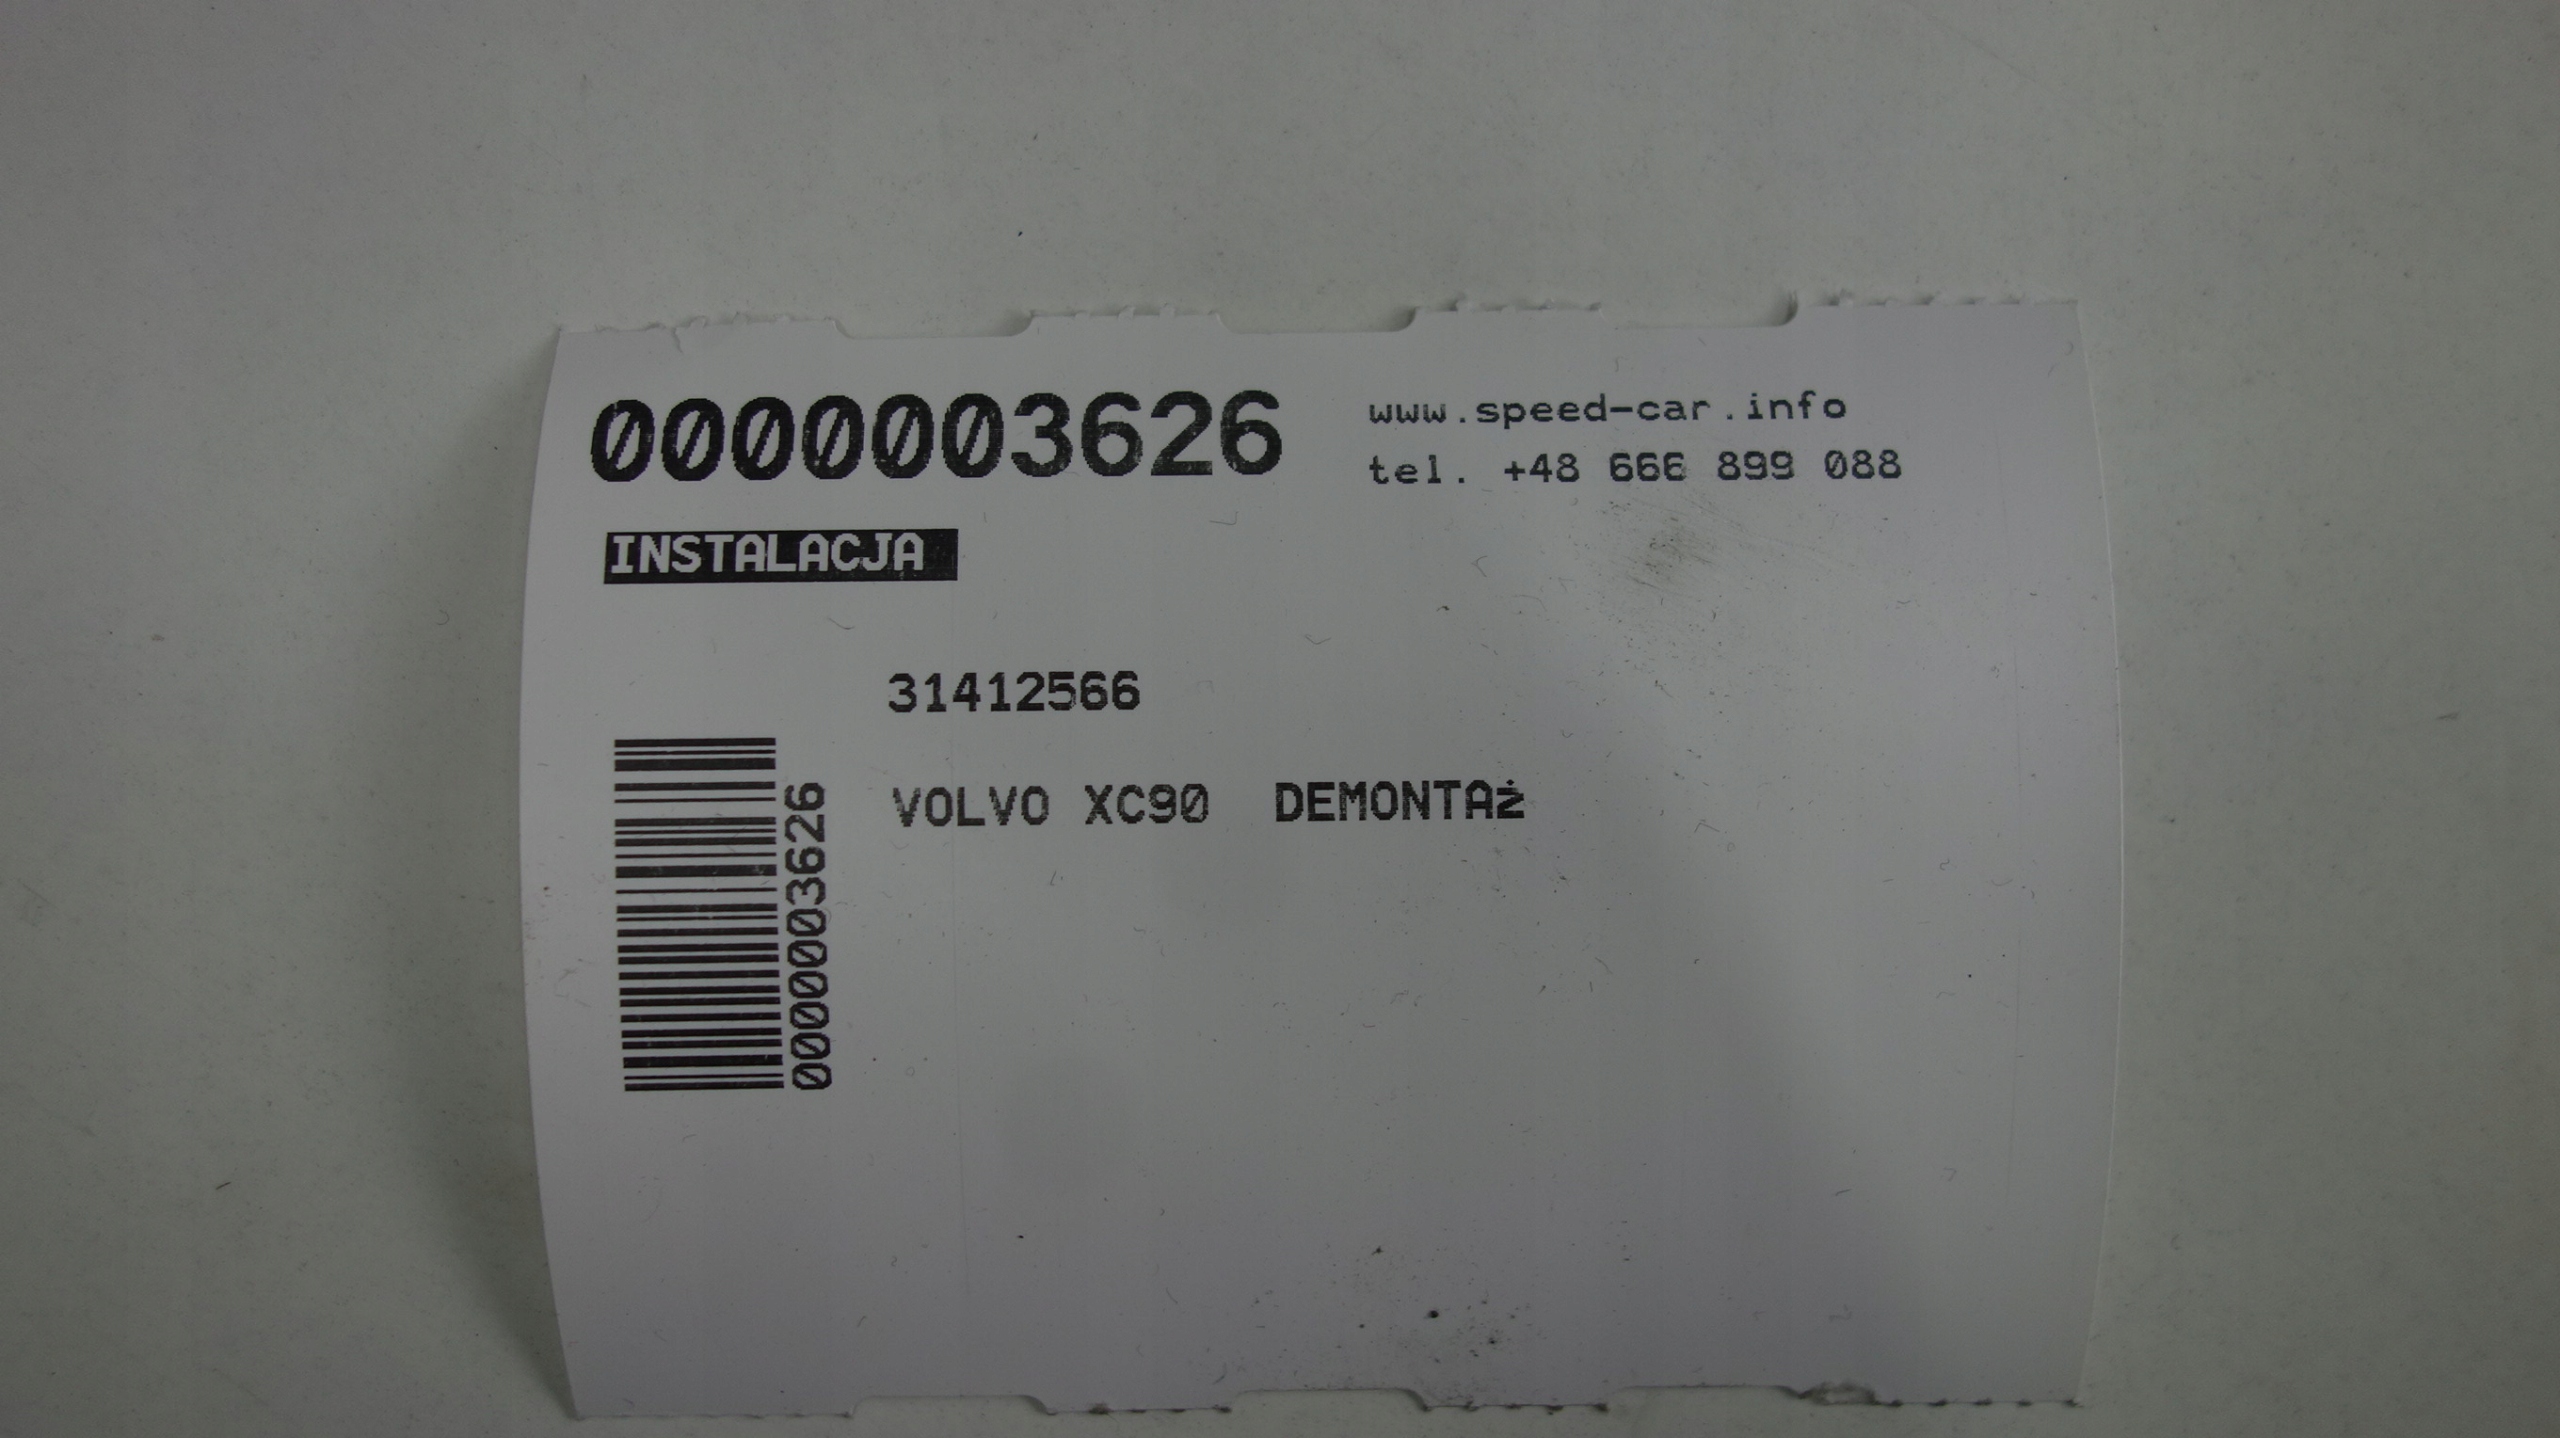 0000003626
www.speed-car.info
tel. +48 666 899 088
INSTALACJA
31412566
VOLVO XC90 DEMONTAż
0000003626